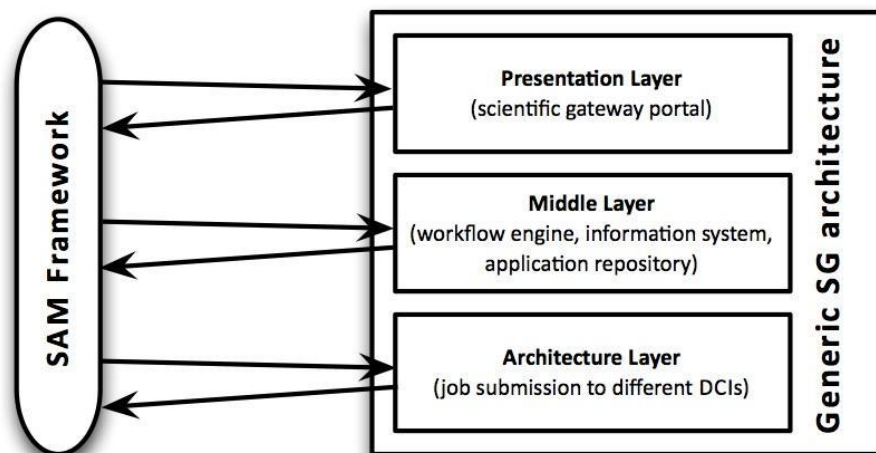 SAM Framework
Presentation Layer
(scientific gateway portal)
Middle Layer
(workflow engine, information system,
application repository)
Architecture Layer
(job submission to different DCIs)
Generic SG architecture